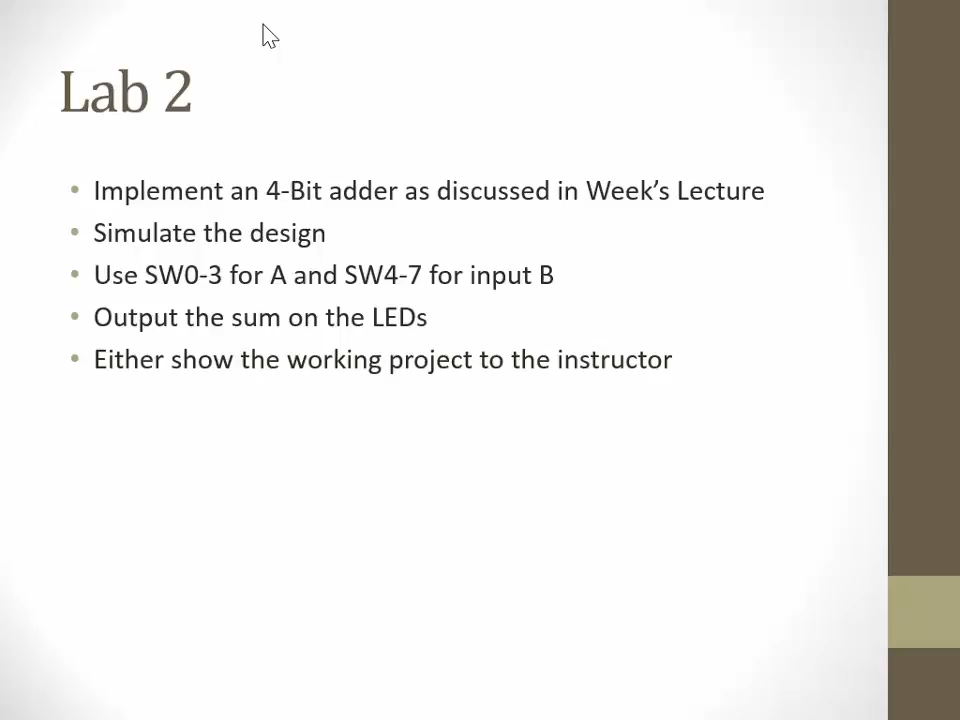 Lab 2
• Implement an 4-Bit adder as discussed in Week’s Lecture
• Simulate the design
• Use SW0-3 for A and SW4-7 for input B
• Output the sum on the LEDs
• Either show the working project to the instructor